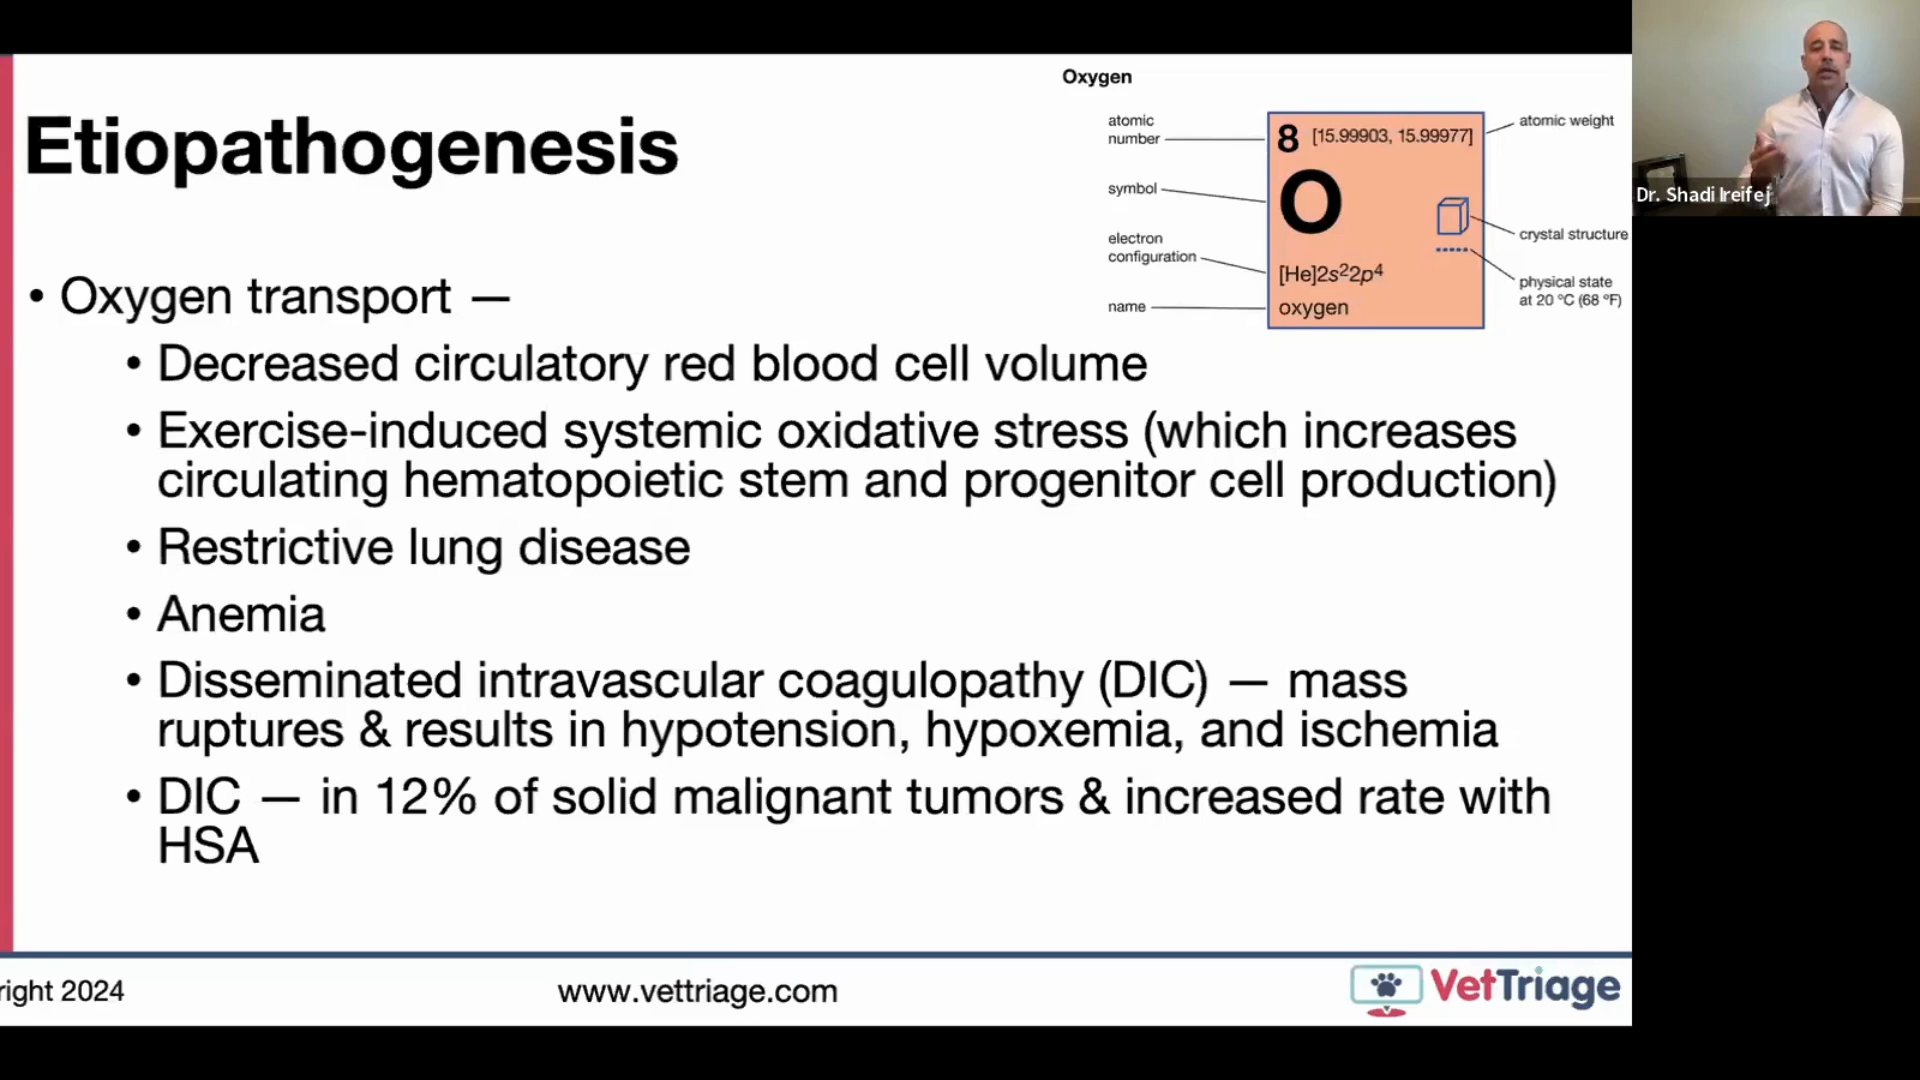 Oxygen
atomic
number
8 [15.99903, 15.99977]
atomic weight
Etiopathogenesis
symbol
O
Dr. Shadi Ireifej
crystal structure
electron
configuration
[He]2s²2p⁴
physical state
at 20 ºC (68 ºF)
name
oxygen
• Oxygen transport —
• Decreased circulatory red blood cell volume
• Exercise-induced systemic oxidative stress (which increases
circulating hematopoietic stem and progenitor cell production)
• Restrictive lung disease
• Anemia
• Disseminated intravascular coagulopathy (DIC) — mass
ruptures & results in hypotension, hypoxemia, and ischemia
• DIC — in 12% of solid malignant tumors & increased rate with
HSA
right 2024
www.vettriage.com
VetTriage